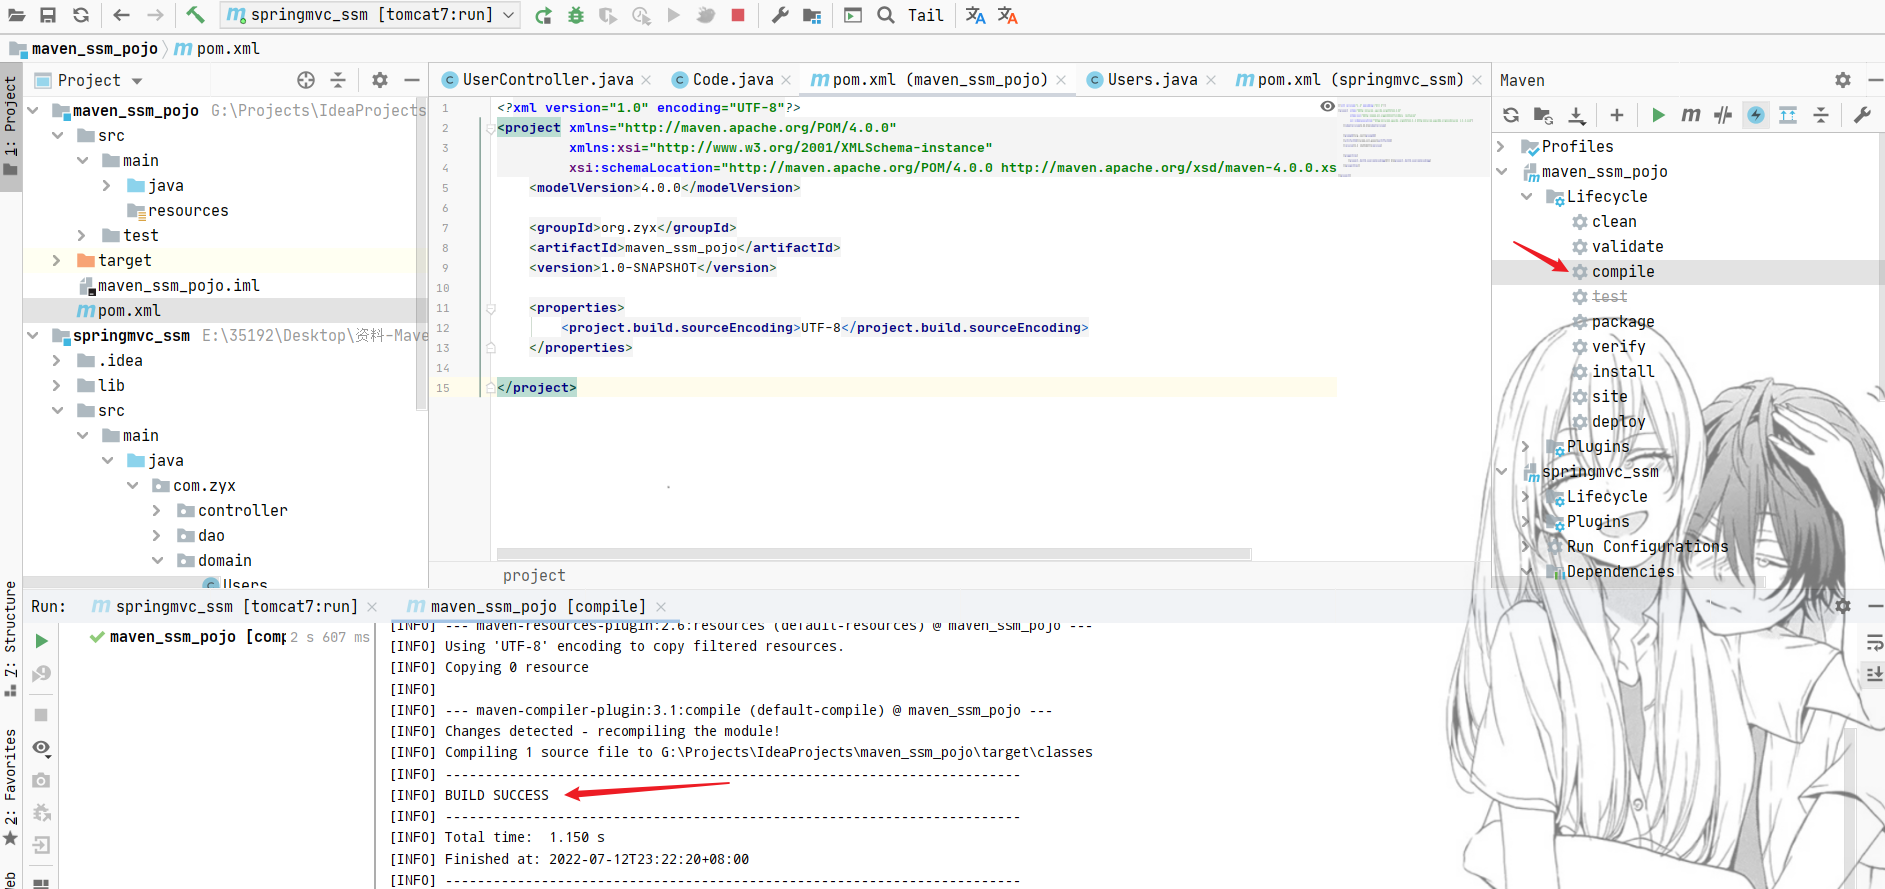 springmvc_ssm [tomcat7:run]
Tail
maven_ssm_pojo
pom.xml
1: Project
Project
maven_ssm_pojo G:\Projects\IdeaProjects
src
main
java
resources
test
target
maven_ssm_pojo.iml
pom.xml
springmvc_ssm E:\35192\Desktop\资料-Mave
.idea
lib
src
main
java
com.zyx
controller
dao
domain
Users
UserController.java
Code.java
pom.xml (maven_ssm_pojo)
Users.java
pom.xml (springmvc_ssm)
1 <?xml version="1.0" encoding="UTF-8"?>
2 <project xmlns="http://maven.apache.org/POM/4.0.0"
3 xmlns:xsi="http://www.w3.org/2001/XMLSchema-instance"
4 xsi:schemaLocation="http://maven.apache.org/POM/4.0.0 http://maven.apache.org/xsd/maven-4.0.0.xs
5 <modelVersion>4.0.0</modelVersion>
6
7 <groupId>org.zyx</groupId>
8 <artifactId>maven_ssm_pojo</artifactId>
9 <version>1.0-SNAPSHOT</version>
10
11 <properties>
12 <project.build.sourceEncoding>UTF-8</project.build.sourceEncoding>
13 </properties>
14
15 </project>
project
Maven
Profiles
maven_ssm_pojo
Lifecycle
clean
validate
compile
test
package
verify
install
site
deploy
Plugins
springmvc_ssm
Lifecycle
Plugins
Run Configurations
Dependencies
7: Structure
2: Favorites
Run:
springmvc_ssm [tomcat7:run]
maven_ssm_pojo [compile]
maven_ssm_pojo [comp 2 s 607 ms
[INFO] --- maven-resources-plugin:2.6:resources (default-resources) @ maven_ssm_pojo ---
[INFO] Using 'UTF-8' encoding to copy filtered resources.
[INFO] Copying 0 resource
[INFO]
[INFO] --- maven-compiler-plugin:3.1:compile (default-compile) @ maven_ssm_pojo ---
[INFO] Changes detected - recompiling the module!
[INFO] Compiling 1 source file to G:\Projects\IdeaProjects\maven_ssm_pojo\target\classes
[INFO] ------------------------------------------------------------------------
[INFO] BUILD SUCCESS
[INFO] ------------------------------------------------------------------------
[INFO] Total time:  1.150 s
[INFO] Finished at: 2022-07-12T23:22:20+08:00
[INFO] ------------------------------------------------------------------------